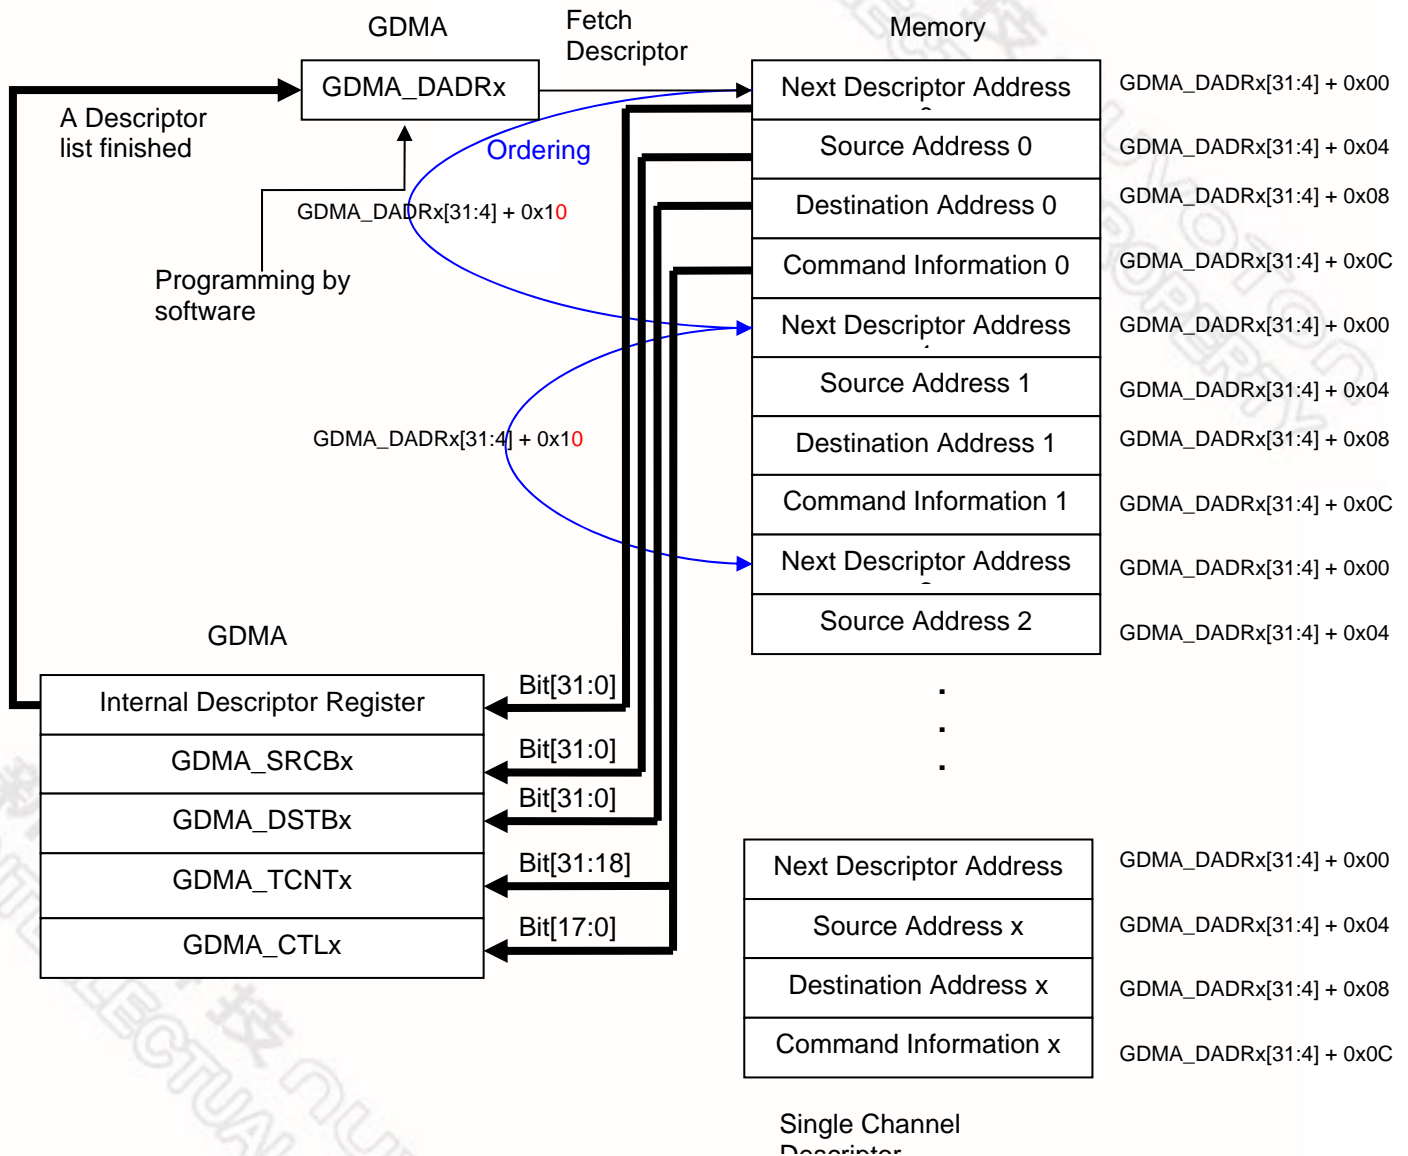 GDMA
Fetch
Descriptor
Memory
GDMA_DADRx
A Descriptor
list finished
Ordering
GDMA_DADRx[31:4] + 0x10
Programming by
software
GDMA_DADRx[31:4] + 0x10
Next Descriptor Address
GDMA_DADRx[31:4] + 0x00
Source Address 0
GDMA_DADRx[31:4] + 0x04
Destination Address 0
GDMA_DADRx[31:4] + 0x08
Command Information 0
GDMA_DADRx[31:4] + 0x0C
Next Descriptor Address
GDMA_DADRx[31:4] + 0x00
Source Address 1
GDMA_DADRx[31:4] + 0x04
Destination Address 1
GDMA_DADRx[31:4] + 0x08
Command Information 1
GDMA_DADRx[31:4] + 0x0C
Next Descriptor Address
GDMA_DADRx[31:4] + 0x00
Source Address 2
GDMA_DADRx[31:4] + 0x04
.
.
.
GDMA
Internal Descriptor Register
Bit[31:0]
GDMA_SRCBx
Bit[31:0]
GDMA_DSTBx
Bit[31:0]
GDMA_TCNTx
Bit[31:18]
GDMA_CTLx
Bit[17:0]
Next Descriptor Address
GDMA_DADRx[31:4] + 0x00
Source Address x
GDMA_DADRx[31:4] + 0x04
Destination Address x
GDMA_DADRx[31:4] + 0x08
Command Information x
GDMA_DADRx[31:4] + 0x0C
Single Channel
Descriptor